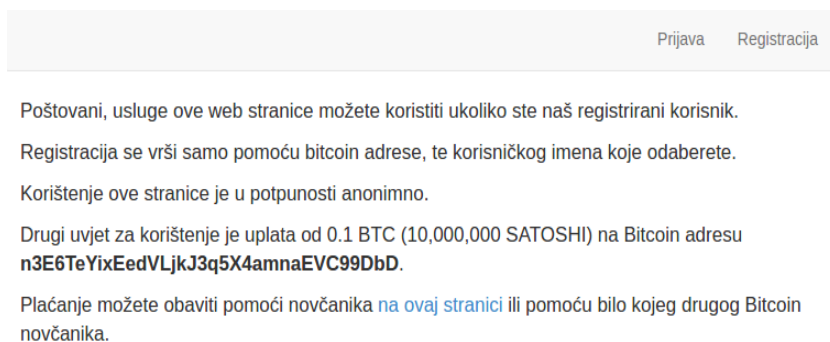 Prijava Registracija
Poštovani, usluge ove web stranice možete koristiti ukoliko ste naš registrirani korisnik.
Registracija se vrši samo pomoću bitcoin adrese, te korisničkog imena koje odaberete.
Korištenje ove stranice je u potpunosti anonimno.
Drugi uvjet za korištenje je uplata od 0.1 BTC (10,000,000 SATOSHI) na Bitcoin adresu
n3E6TeYixEedVLjkJ3q5X4amnaEVC99DbD.
Plaćanje možete obaviti pomoći novčanika na ovaj stranici ili pomoću bilo kojeg drugog Bitcoin
novčanika.